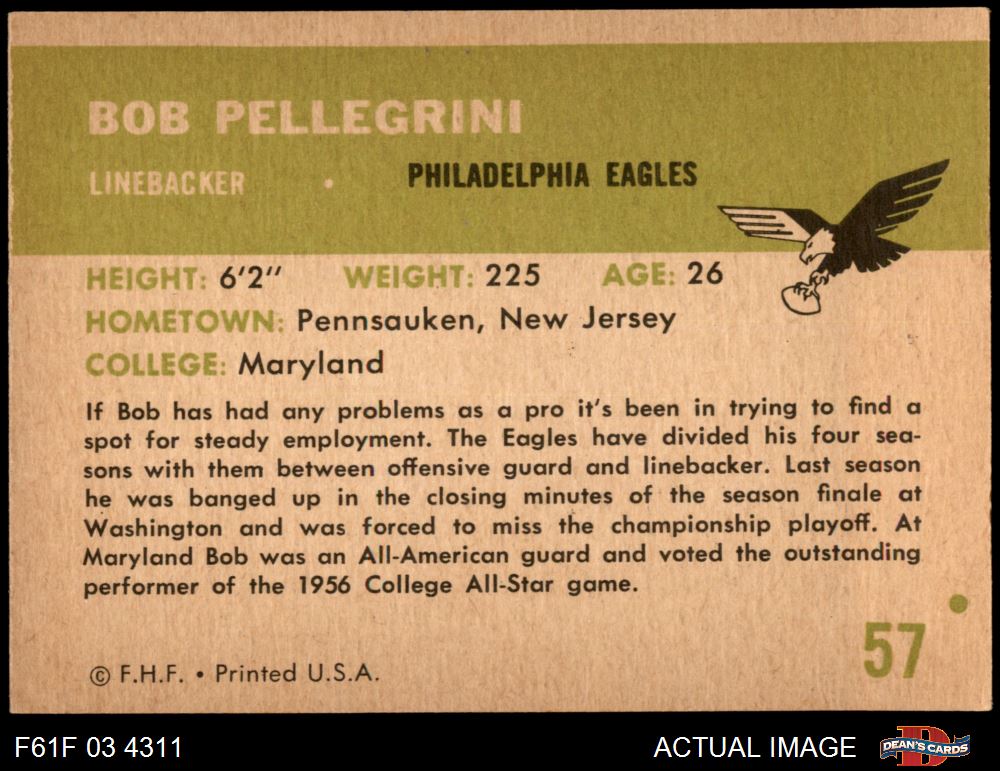 BOB PELLEGRINI
LINEBACKER • PHILADELPHIA EAGLES
HEIGHT: 6'2" WEIGHT: 225 AGE: 26
HOMETOWN: Pennsauken, New Jersey
COLLEGE: Maryland
If Bob has had any problems as a pro it's been in trying to find a
spot for steady employment. The Eagles have divided his four sea-
sons with them between offensive guard and linebacker. Last season
he was banged up in the closing minutes of the season finale at
Washington and was forced to miss the championship playoff. At
Maryland Bob was an All-American guard and voted the outstanding
performer of the 1956 College All-Star game.
57
© F.H.F. • Printed U.S.A.
F61F 03 4311 ACTUAL IMAGE DEAN'S CARDS